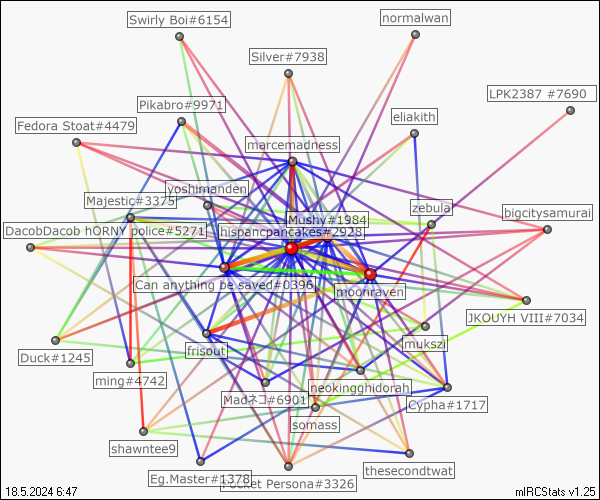 Swirly Boi#6154
normalwan
Silver#7938
LPK2387 #7690
Pikabro#9971
eliakith
Fedora Stoat#4479
marcemadness
yoshimanden
Majestic#3375
zebula
bigcitysamurai
Mushy#1984
DacobDacob hORNY police#5271
hispancpancakes#2928
Can anything be saved#0396
moonraven
JKOUYH VIII#7034
mukszi
frisout
Duck#1245
ming#4742
neokingghidorah
Madネコ#6901
Cypha#1717
somass
shawntee9
thesecondtwat
Eg.Master#1378
Pocket Persona#3326
18.5.2024 6:47
mIRCStats v1.25